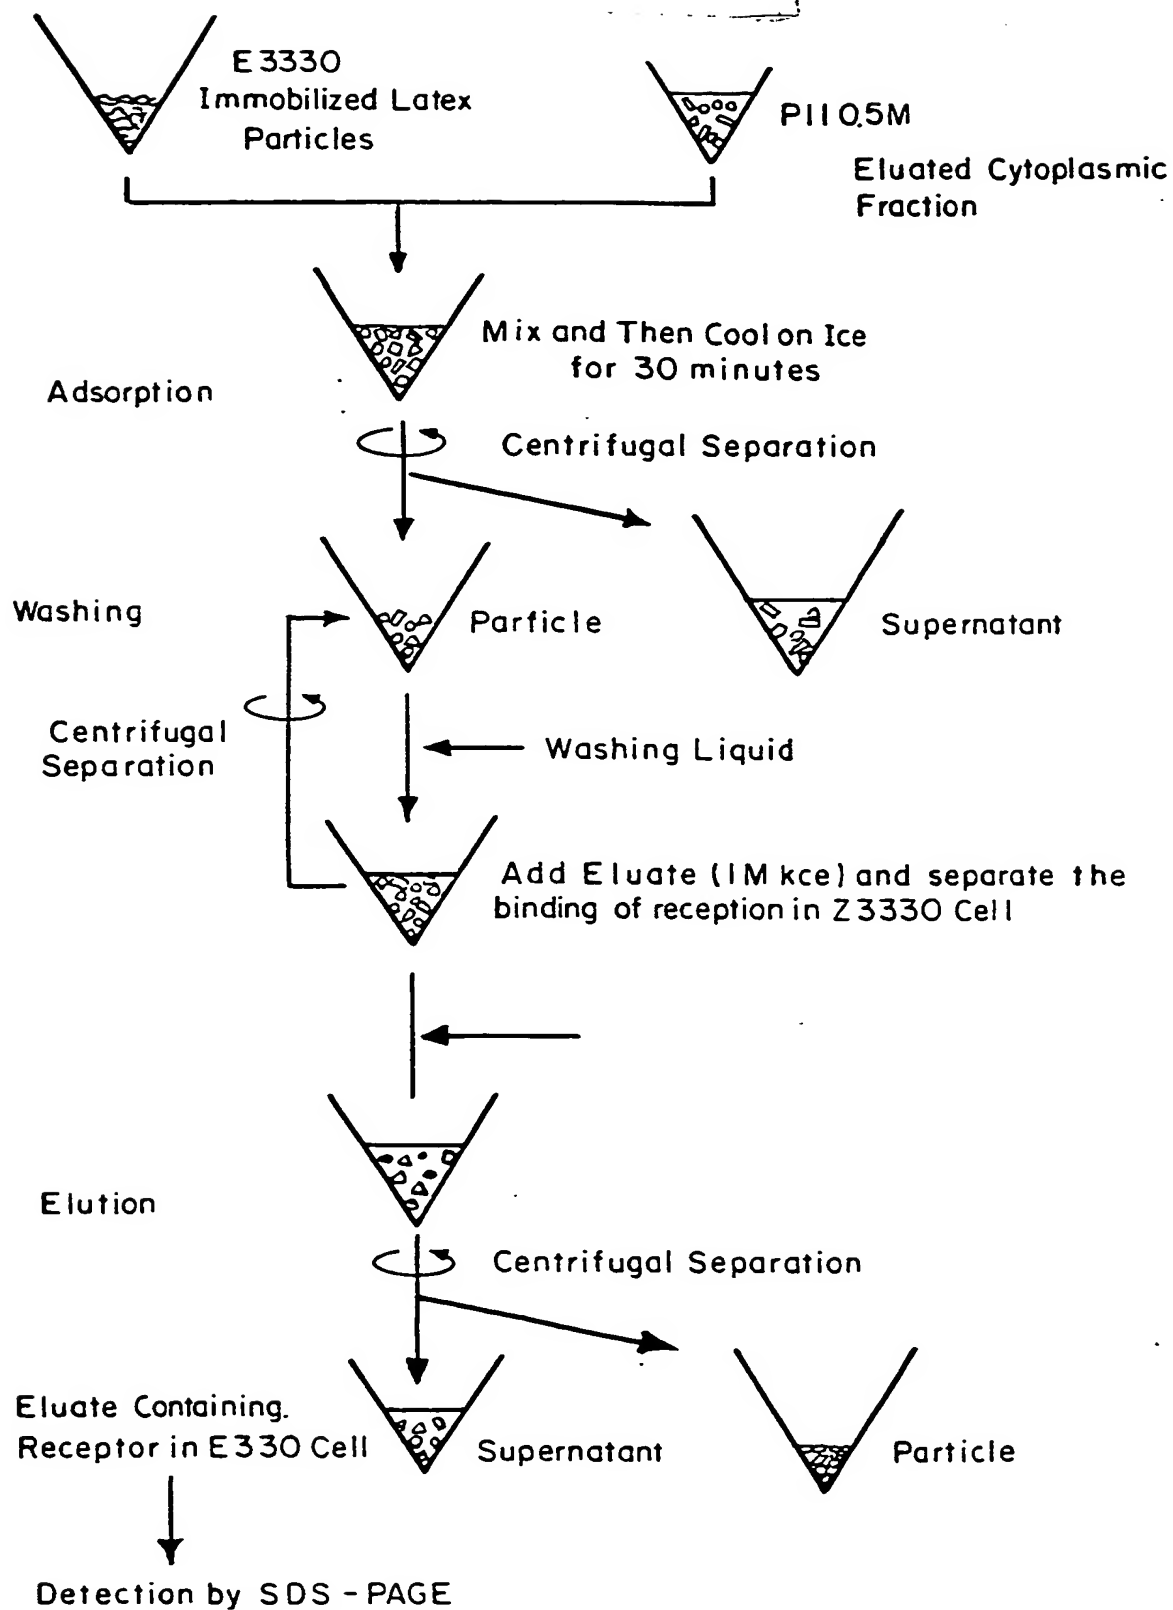 E3330
Immobilized Latex
Particles
P11 0.5M
Eluated Cytoplasmic
Fraction
Mix and Then Cool on Ice
for 30 minutes
Adsorption
Centrifugal Separation
Washing
Parficle
Supernatant
Centrifugal
Separation
Washing Liquid
Add Eluate (1M kce) and separate the
binding of reception in Z3330 Cell
Elution
Centrifugal Separation
Eluate Containing.
Receptor in E330 Cell
Supernatant
Particle
Detection by SDS-PAGE